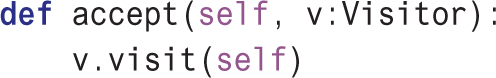 def accept(self, v:Visitor):
    v.visit(self)